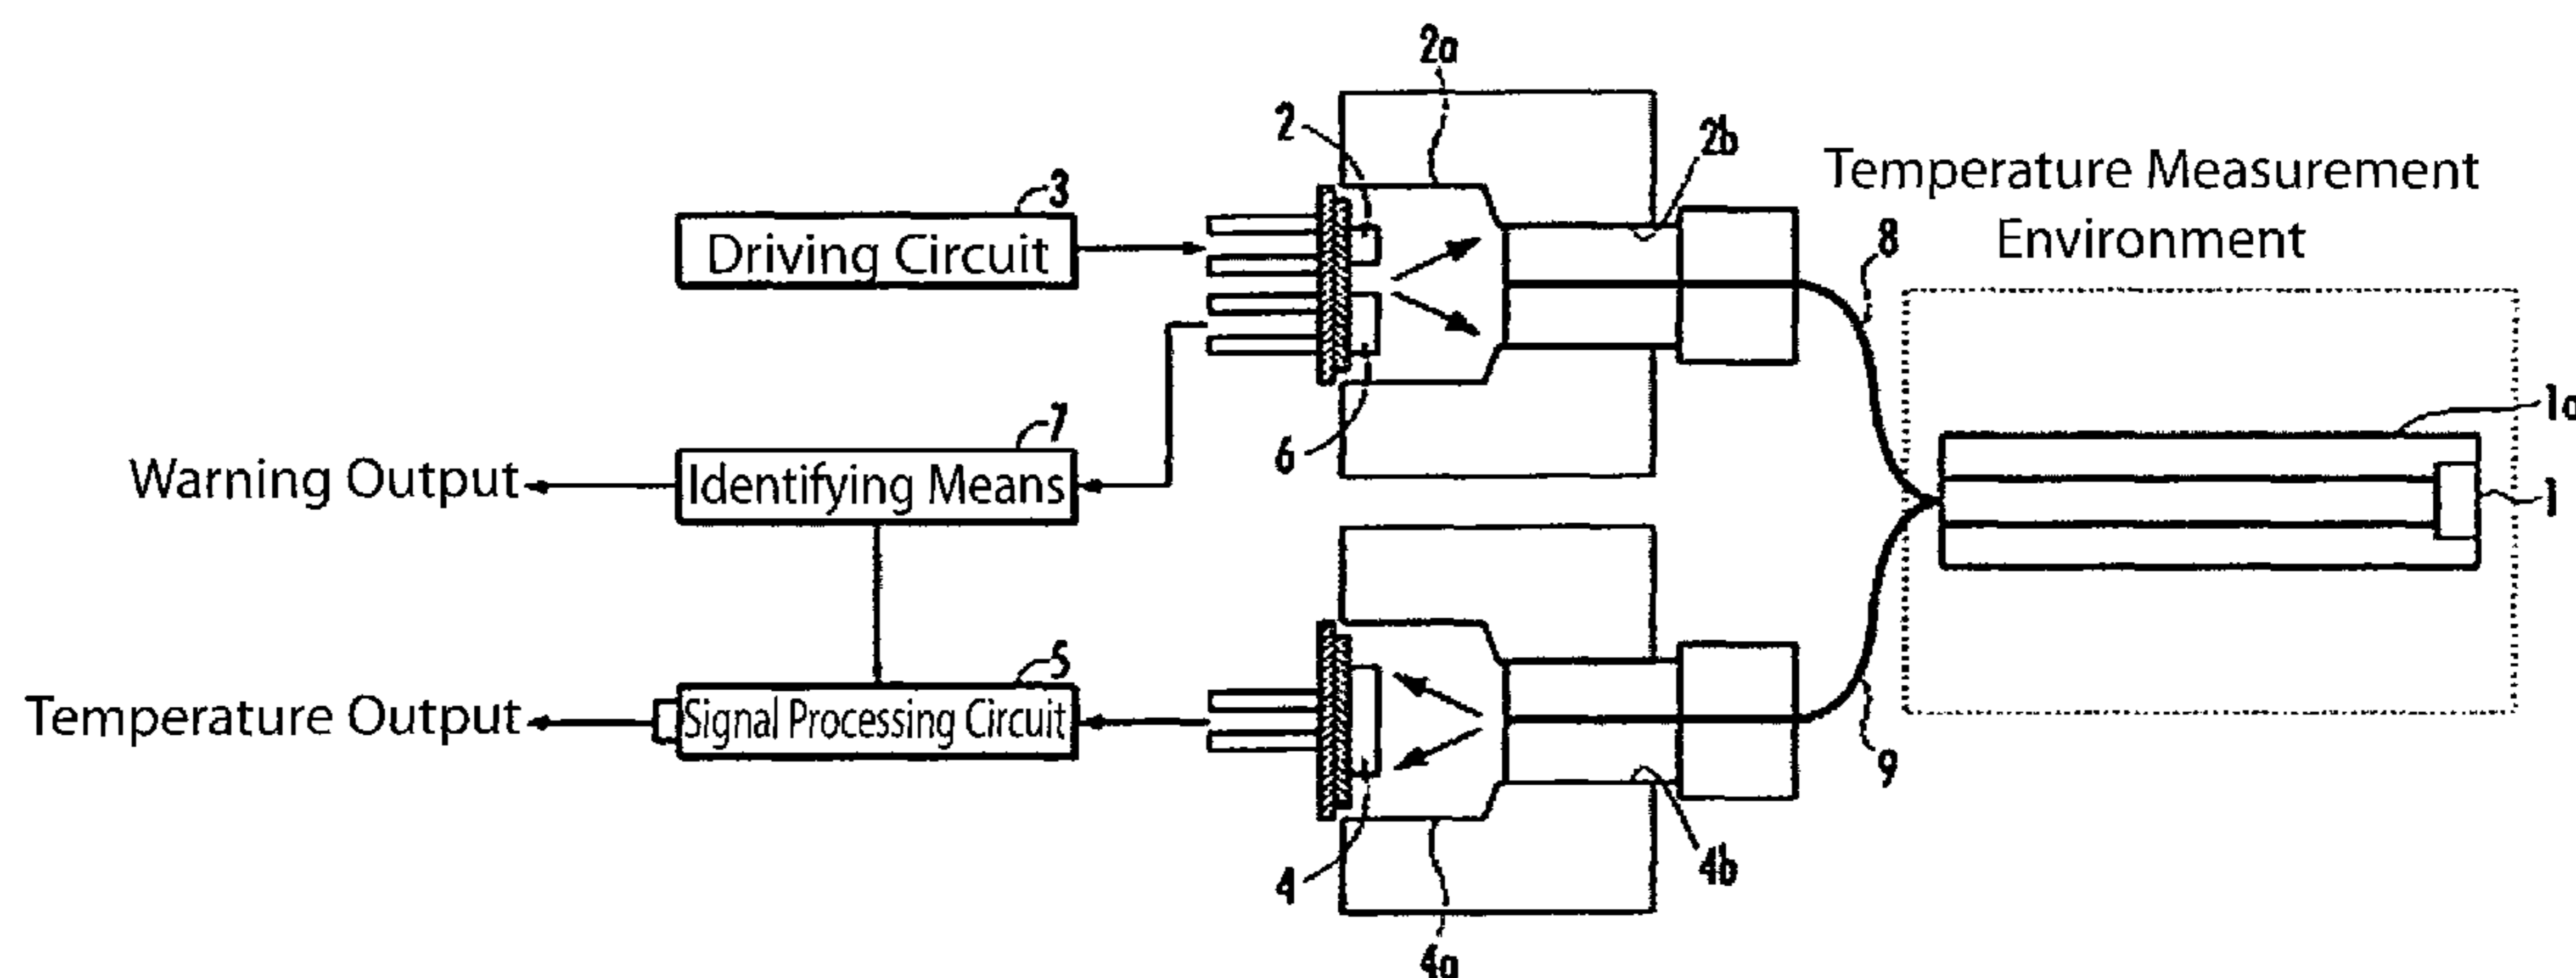 2a
2
2b
Temperature Measurement
Environment
3
Driving Circuit
8
1a
7
6
Warning Output
Identifying Means
1
5
Temperature Output
Signal Processing Circuit
9
4
4b
4a